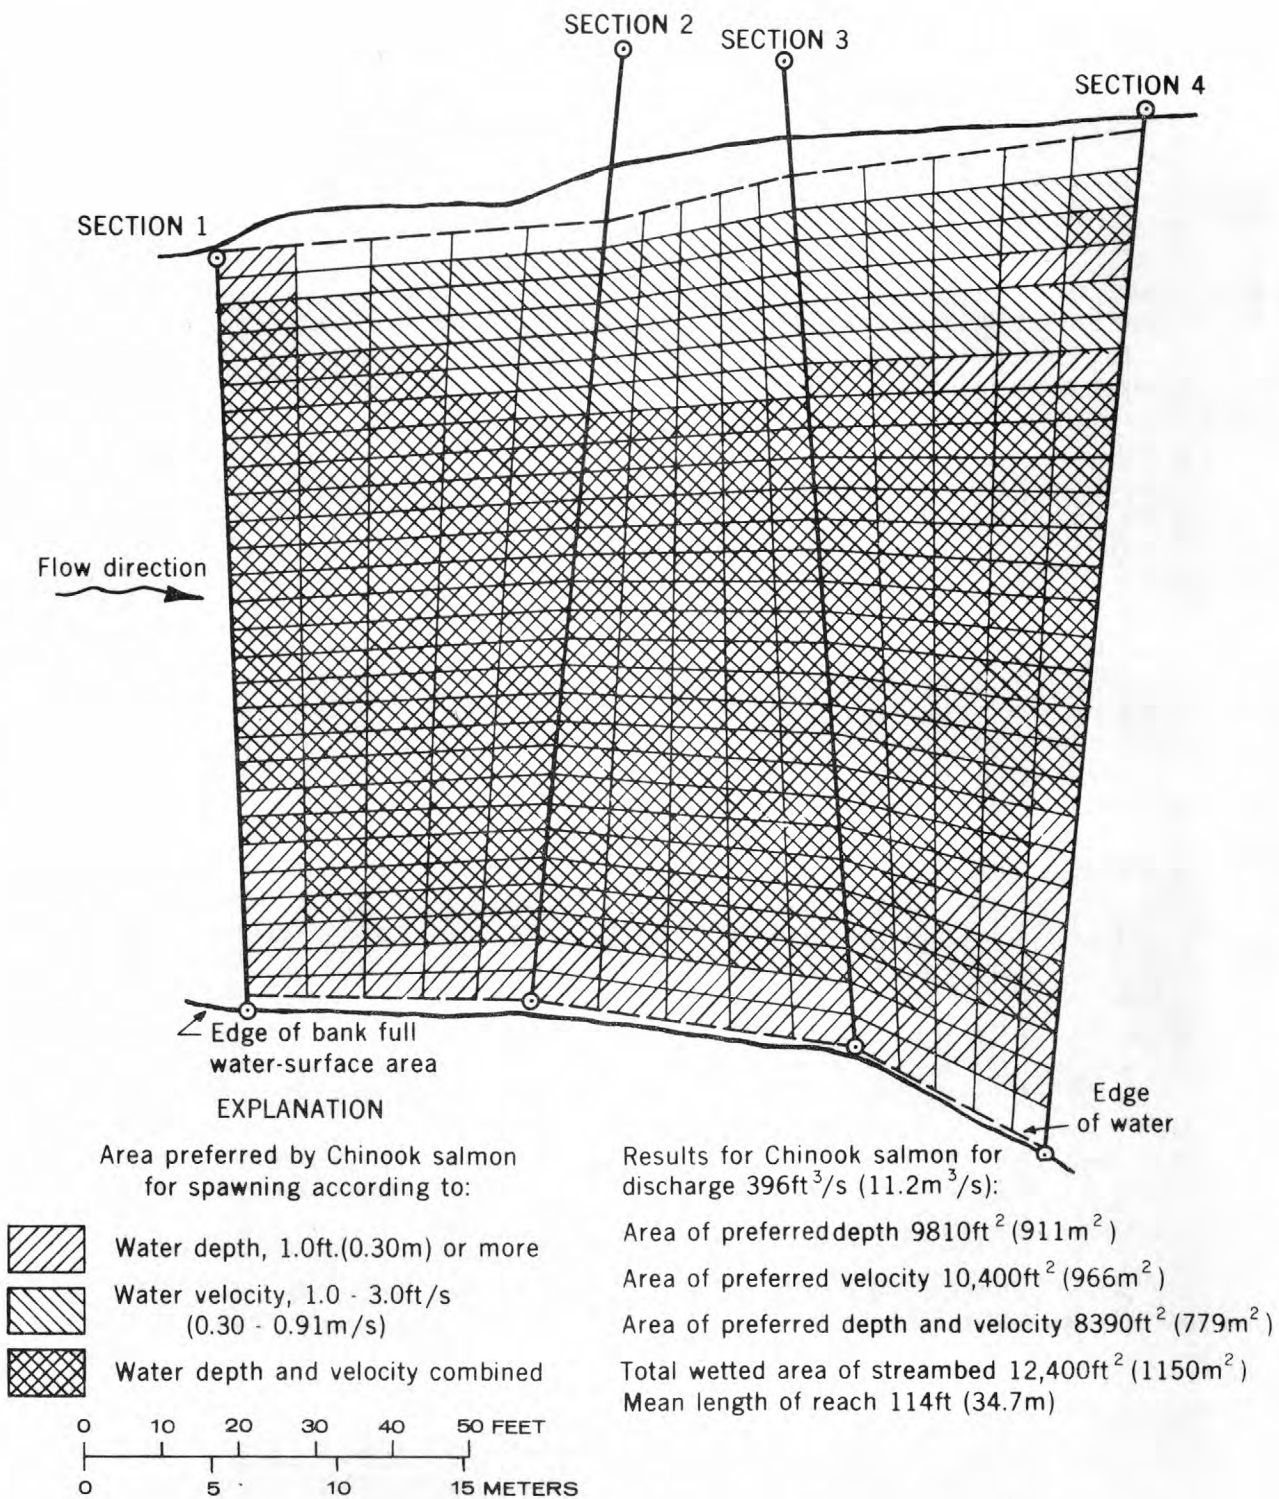 SECTION 2
SECTION 3
SECTION 4
SECTION 1
Flow direction
Edge of bank full
water-surface area
Edge
of water
EXPLANATION
Area preferred by Chinook salmon
for spawning according to:
Water depth, 1.0ft.(0.30m) or more
Water velocity, 1.0 - 3.0ft/s
(0.30 - 0.91m/s)
Water depth and velocity combined
Results for Chinook salmon for
discharge 396ft³/s (11.2m³/s):
Area of preferred depth 9810ft² (911m²)
Area of preferred velocity 10,400ft² (966m²)
Area of preferred depth and velocity 8390ft² (779m²)
Total wetted area of streambed 12,400ft² (1150m²)
Mean length of reach 114ft (34.7m)
0 10 20 30 40 50 FEET
0 5 10 15 METERS